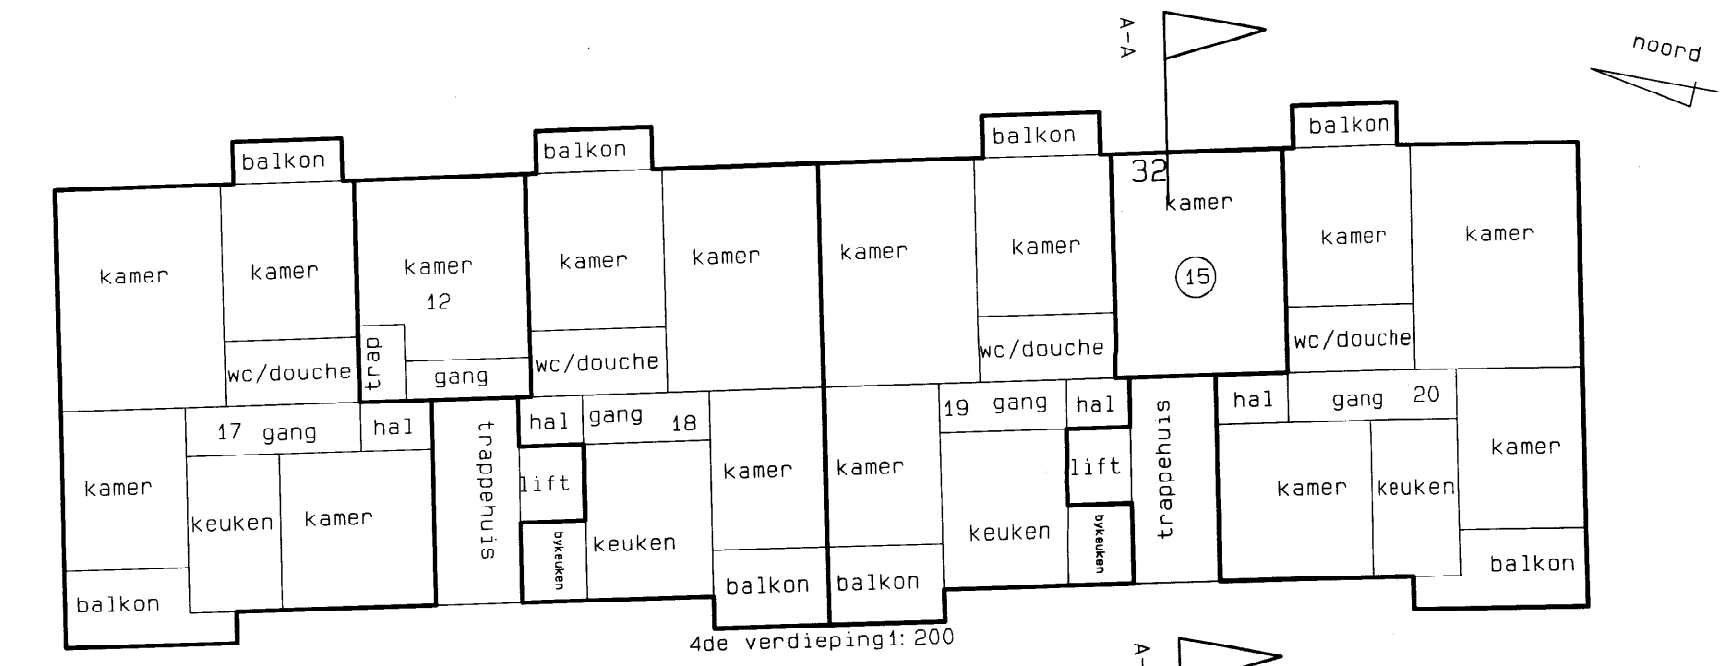 A-A
noord
balkon balkon balkon balkon
32
kamer
kamer kamer kamer kamer kamer kamer kamer kamer kamer
12
15
wc/douche wc/douche wc/douche wc/douche
trap
gang
17 gang hal trappehuis hal gang 18 19 gang hal trappehuis hal gang 20
kamer kamer kamer kamer
lift lift
keuken kamer kamer keuken
bykeuken keuken keuken bykeuken
balkon balkon balkon balkon
4de verdieping 1:200
A-